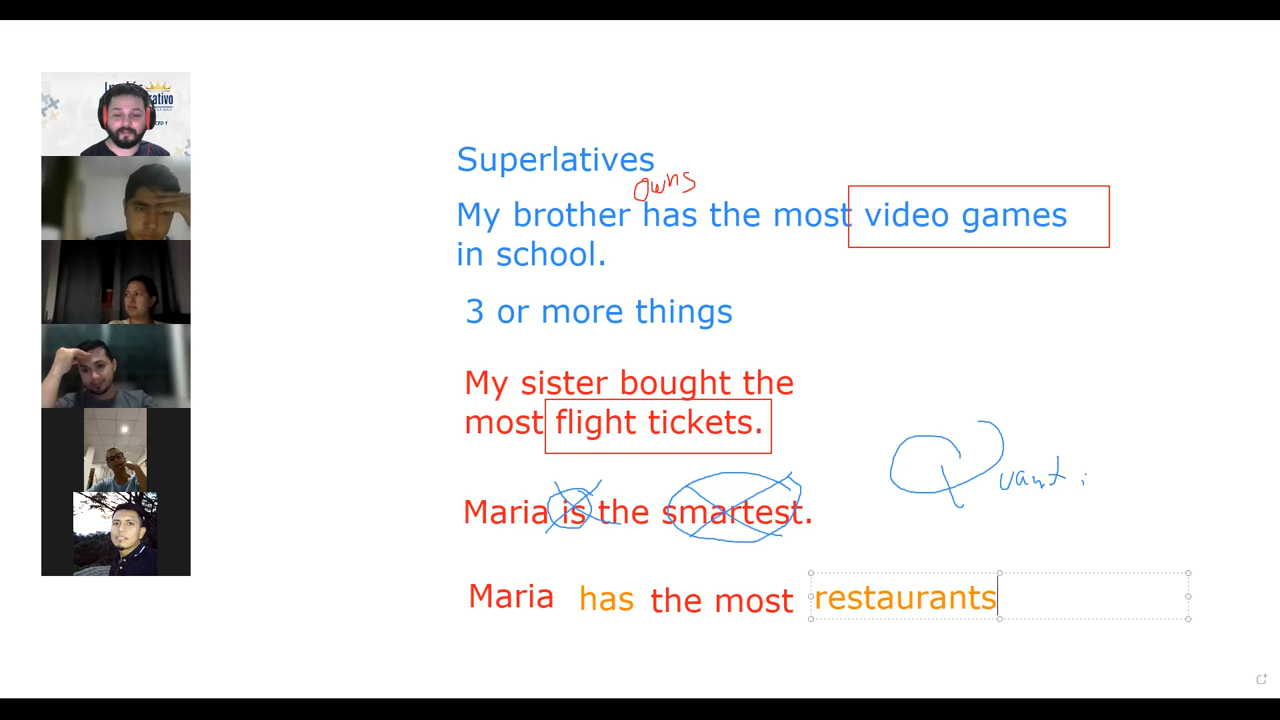 Superlatives
owns
My brother has the most video games
in school.
3 or more things
My sister bought the
most flight tickets.
Maria is the smartest.
Maria has the most restaurants